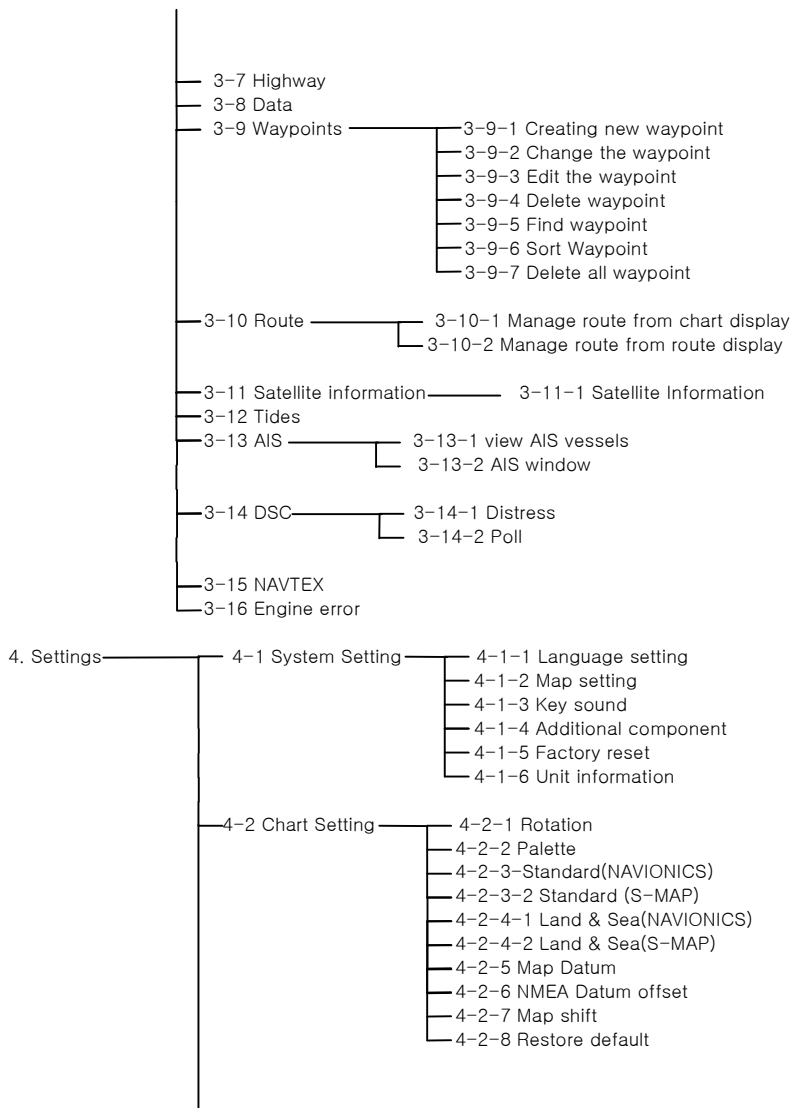 3-7 Highway
3-8 Data
3-9 Waypoints
3-9-1 Creating new waypoint
3-9-2 Change the waypoint
3-9-3 Edit the waypoint
3-9-4 Delete waypoint
3-9-5 Find waypoint
3-9-6 Sort Waypoint
3-9-7 Delete all waypoint
3-10 Route
3-10-1 Manage route from chart display
3-10-2 Manage route from route display
3-11 Satellite information
3-11-1 Satellite Information
3-12 Tides
3-13 AIS
3-13-1 view AIS vessels
3-13-2 AIS window
3-14 DSC
3-14-1 Distress
3-14-2 Poll
3-15 NAVTEX
3-16 Engine error
4. Settings
4-1 System Setting
4-1-1 Language setting
4-1-2 Map setting
4-1-3 Key sound
4-1-4 Additional component
4-1-5 Factory reset
4-1-6 Unit information
4-2 Chart Setting
4-2-1 Rotation
4-2-2 Palette
4-2-3-Standard(NAVIONICS)
4-2-3-2 Standard (S-MAP)
4-2-4-1 Land & Sea(NAVIONICS)
4-2-4-2 Land & Sea(S-MAP)
4-2-5 Map Datum
4-2-6 NMEA Datum offset
4-2-7 Map shift
4-2-8 Restore default